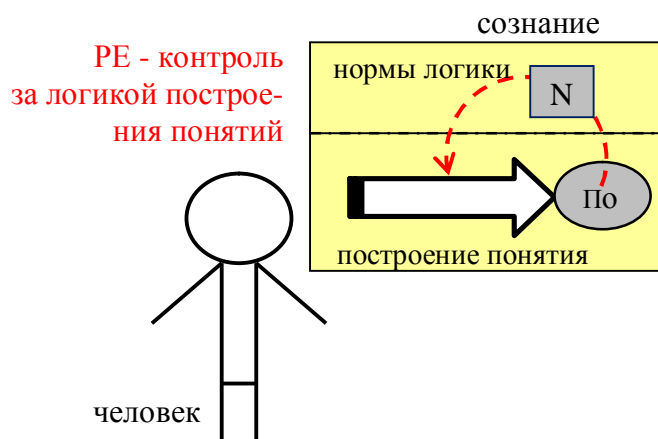 сознание
РЕ - контроль
за логикой построе-
ния понятий
нормы логики
N
По
построение понятия
человек